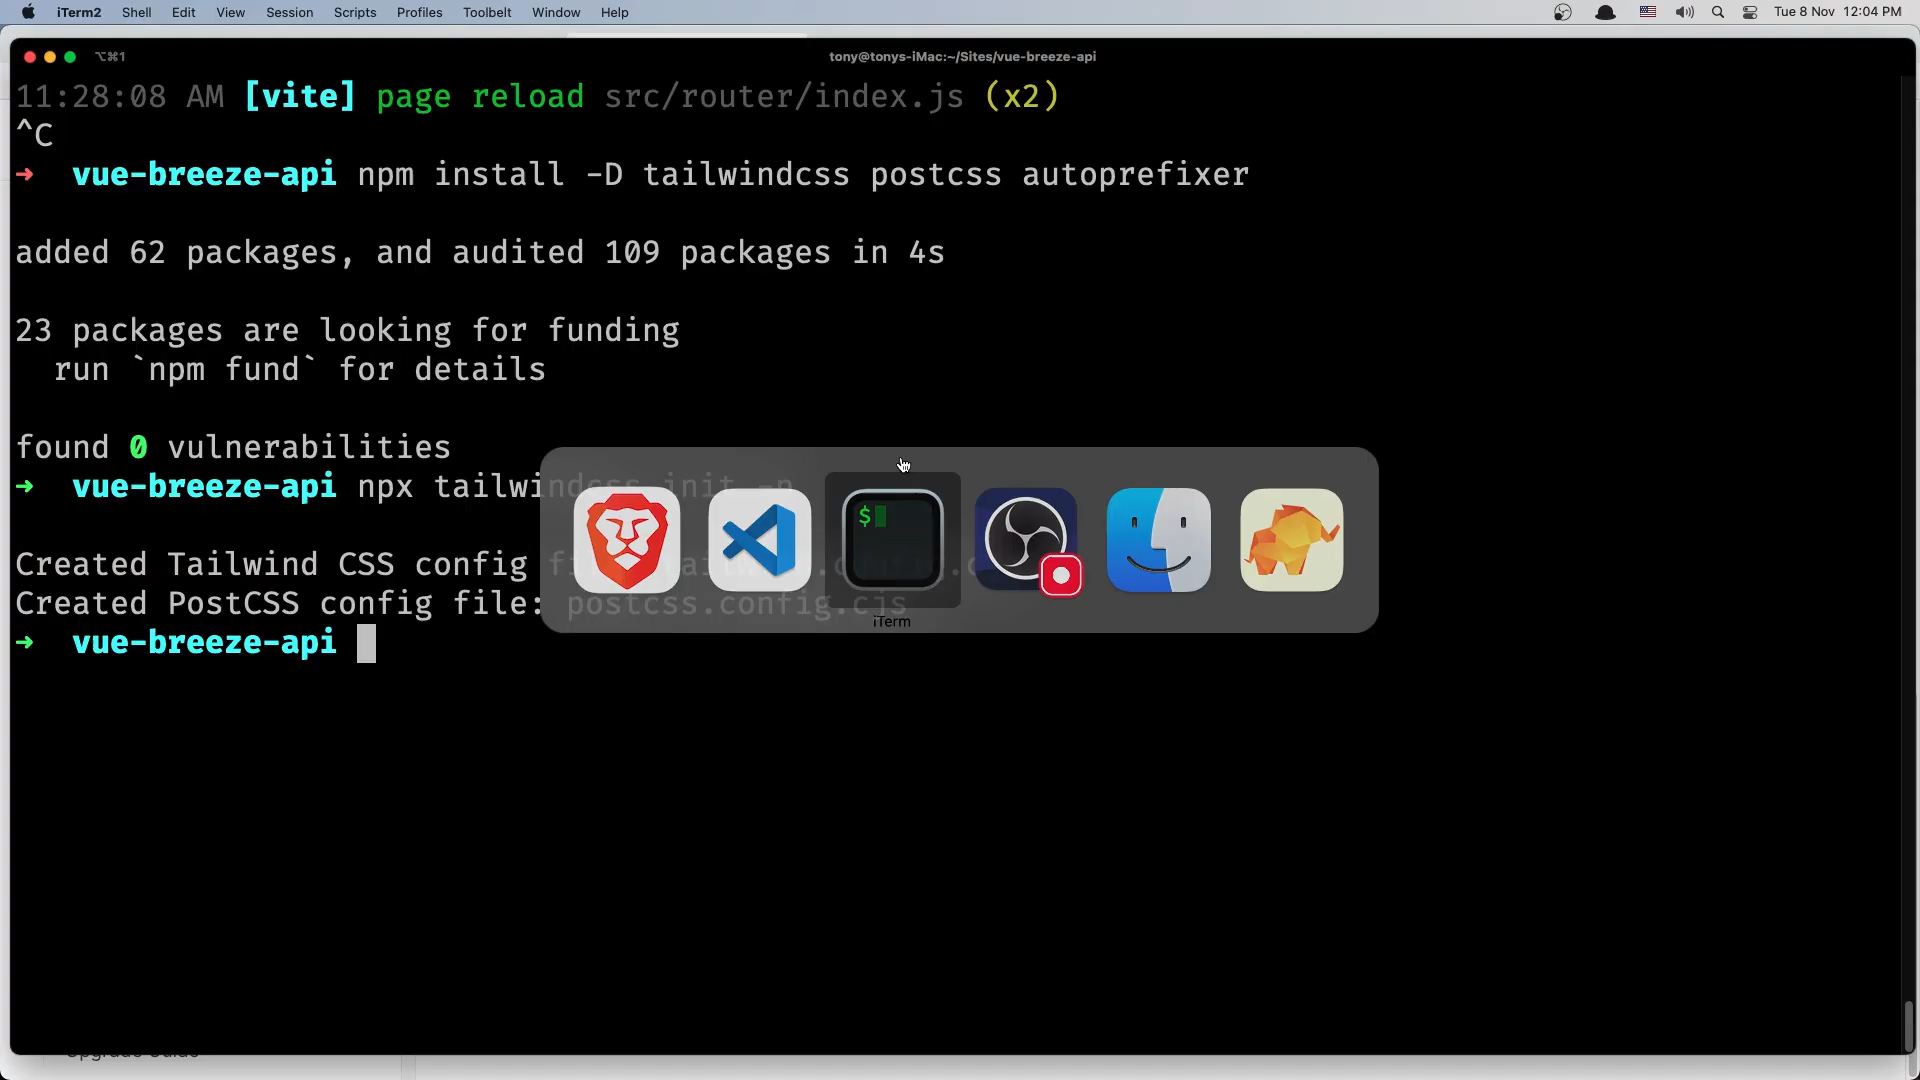 iTerm2 Shell Edit View Session Scripts Profiles Toolbelt Window Help Tue 8 Nov 12:04 PM
⌥⌘1 tony@tonys-iMac:~/Sites/vue-breeze-api
11:28:08 AM [vite] page reload src/router/index.js (x2)
^C
➜ vue-breeze-api npm install -D tailwindcss postcss autoprefixer
added 62 packages, and audited 109 packages in 4s
23 packages are looking for funding
run `npm fund` for details
found 0 vulnerabilities
➜ vue-breeze-api npx tailwindcss init -p
$
Created Tailwind CSS config
Created PostCSS config file: postcss.config.cjs
iTerm
➜ vue-breeze-api
Upgrade Guide